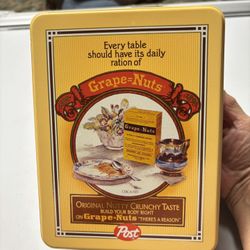 Every table
should have its daily
ration of
Grape=Nuts
Grape-Nuts
ORIGINAL NUTTY CRUNCHY TASTE
BUILD YOUR BODY RIGHT
ON Grape-Nuts "THERE'S A REASON"
Post